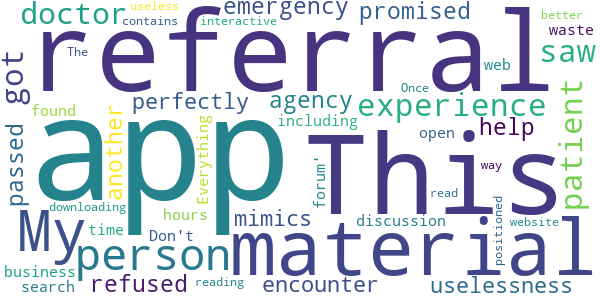 doctor
useless
contains
interactive
emergency
promised
better
waste
The
referral
saw
got
web
Once
perfectly
agency
experience
including
found
another
app
This
passed
Everything
forum'
open
help
patient
way
read
downloading
hours
mimics
discussion
positioned
website
My
time
Don't
person
material
business
search
refused
reading
encounter
uselessness